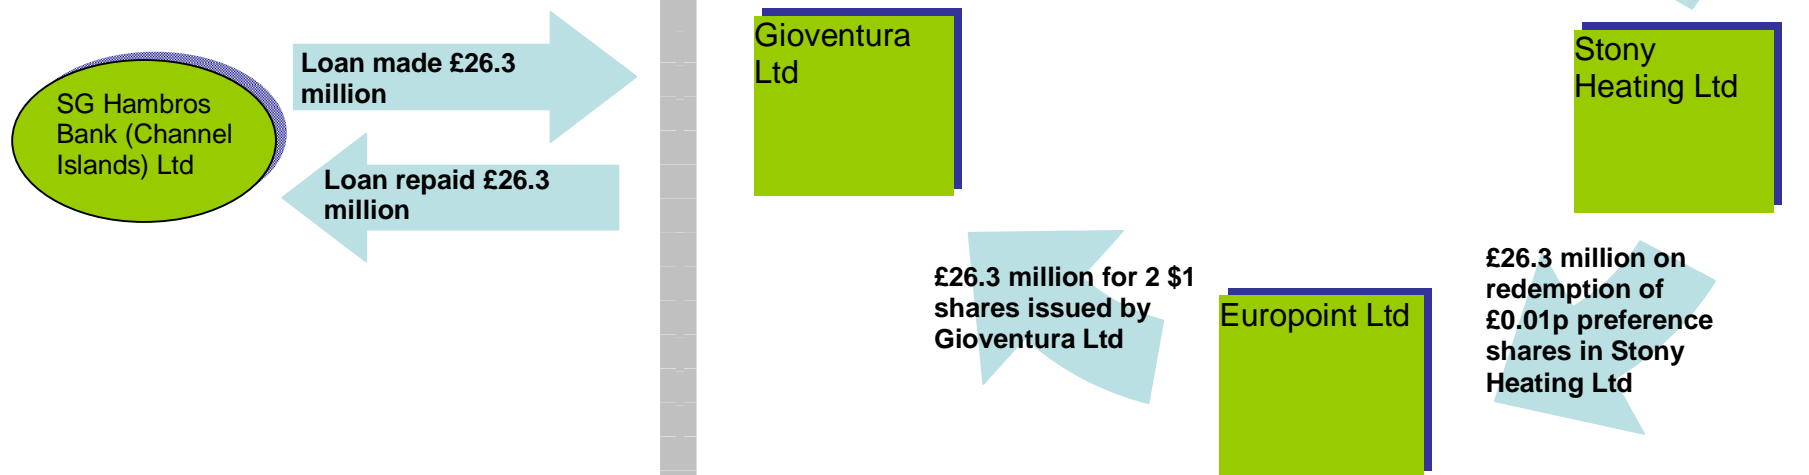 SG Hambros
Bank (Channel
Islands) Ltd
Loan made £26.3
million
Loan repaid £26.3
million
Gioventura
Ltd
Stony
Heating Ltd
£26.3 million for 2 $1
shares issued by
Gioventura Ltd
Europoint Ltd
£26.3 million on
redemption of
£0.01p preference
shares in Stony
Heating Ltd